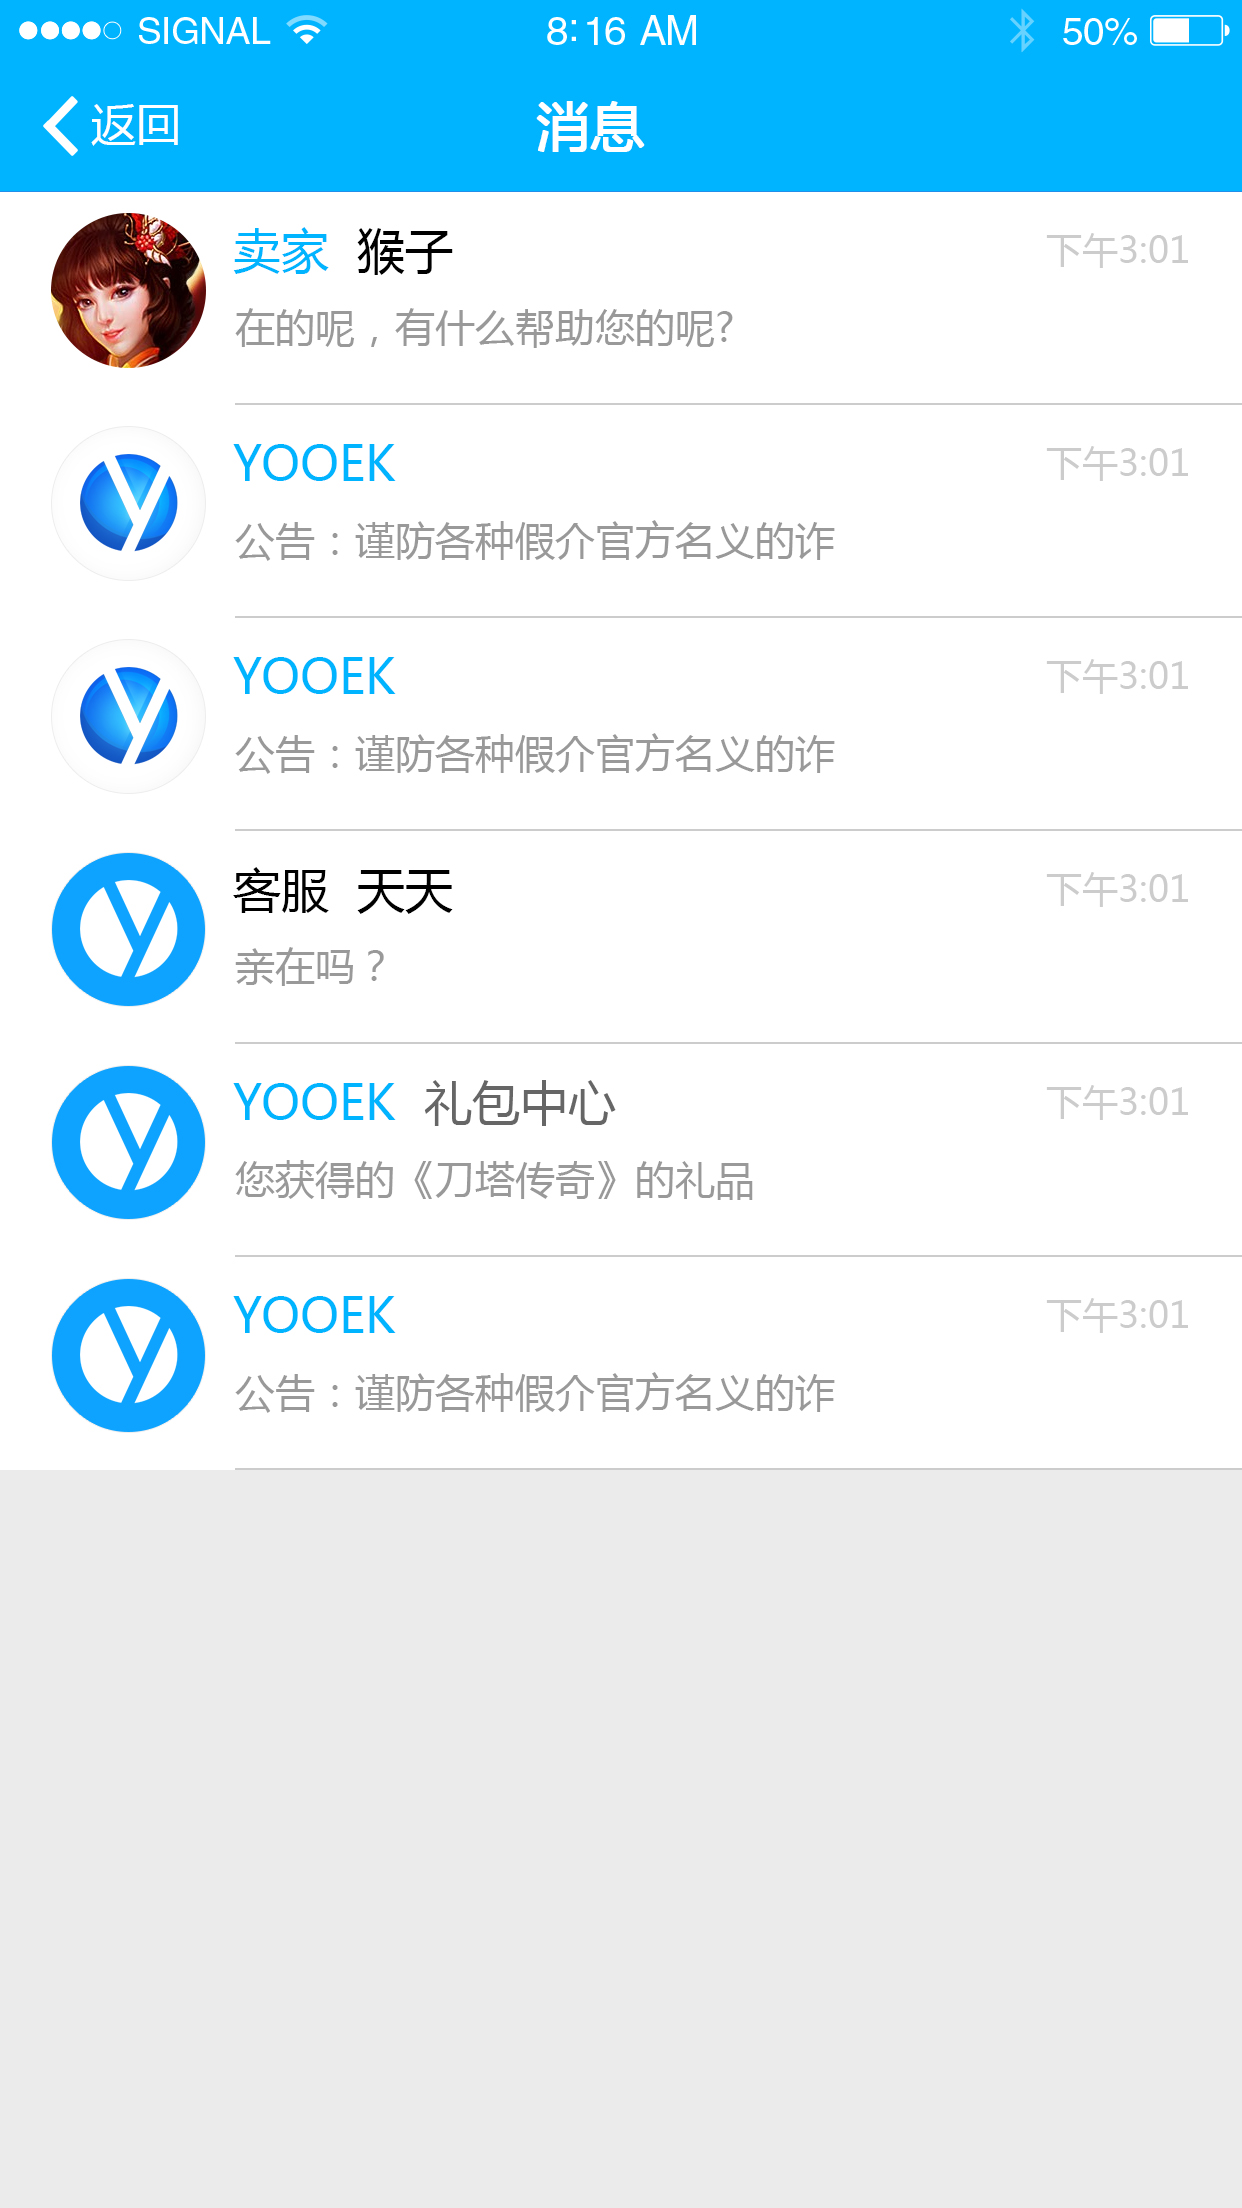 SIGNAL 8:16 AM 50%
返回 消息
卖家 猴子 下午3:01
在的呢，有什么帮助您的呢?
YOOEK 下午3:01
公告：谨防各种假介官方名义的诈
YOOEK 下午3:01
公告：谨防各种假介官方名义的诈
客服 天天 下午3:01
亲在吗？
YOOEK 礼包中心 下午3:01
您获得的《刀塔传奇》的礼品
YOOEK 下午3:01
公告：谨防各种假介官方名义的诈